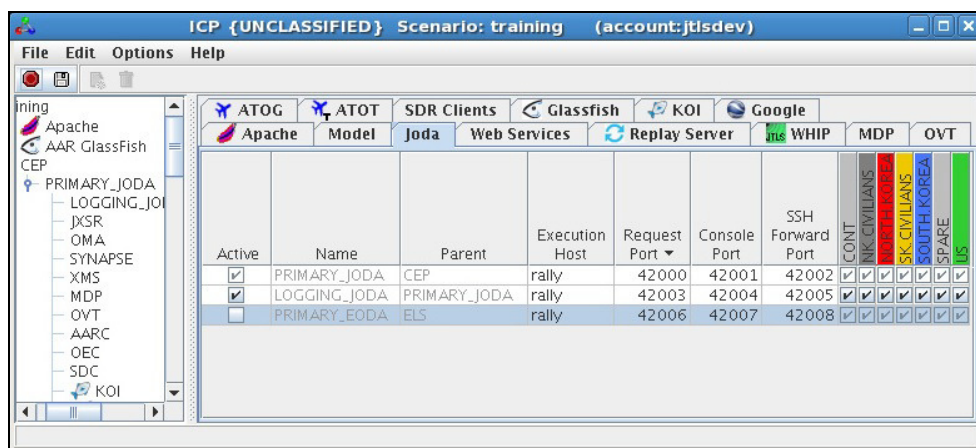 ICP {UNCLASSIFIED} Scenario: training (account:jtlsdev)
File Edit Options Help
ining
Apache
AAR GlassFish
CEP
PRIMARY_JODA
LOGGING_JO
JXSR
OMA
SYNAPSE
XMS
MDP
OVT
AARC
OEC
SDC
KOI
ATOG ATOT SDR Clients Glassfish KOI Google
Apache Model Joda Web Services Replay Server JTLS WHIP MDP OVT
Active Name Parent Execution Host Request Port Console Port SSH Forward Port CONT NK.CIVILIANS NORTH.KOREA SK.CIVILIANS SOUTH.KOREA SPARE US
PRIMARY_JODA CEP rally 42000 42001 42002
LOGGING_JODA PRIMARY_JODA rally 42003 42004 42005
PRIMARY_EODA ELS rally 42006 42007 42008